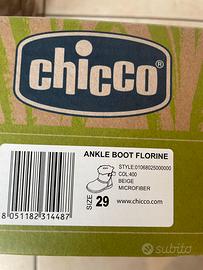 chicco
ANKLE BOOT FLORINE
STYLE:01068025000000
COL:400
BEIGE
MICROFIBER
SIZE 29
www.chicco.com
8 051182 314487
subito